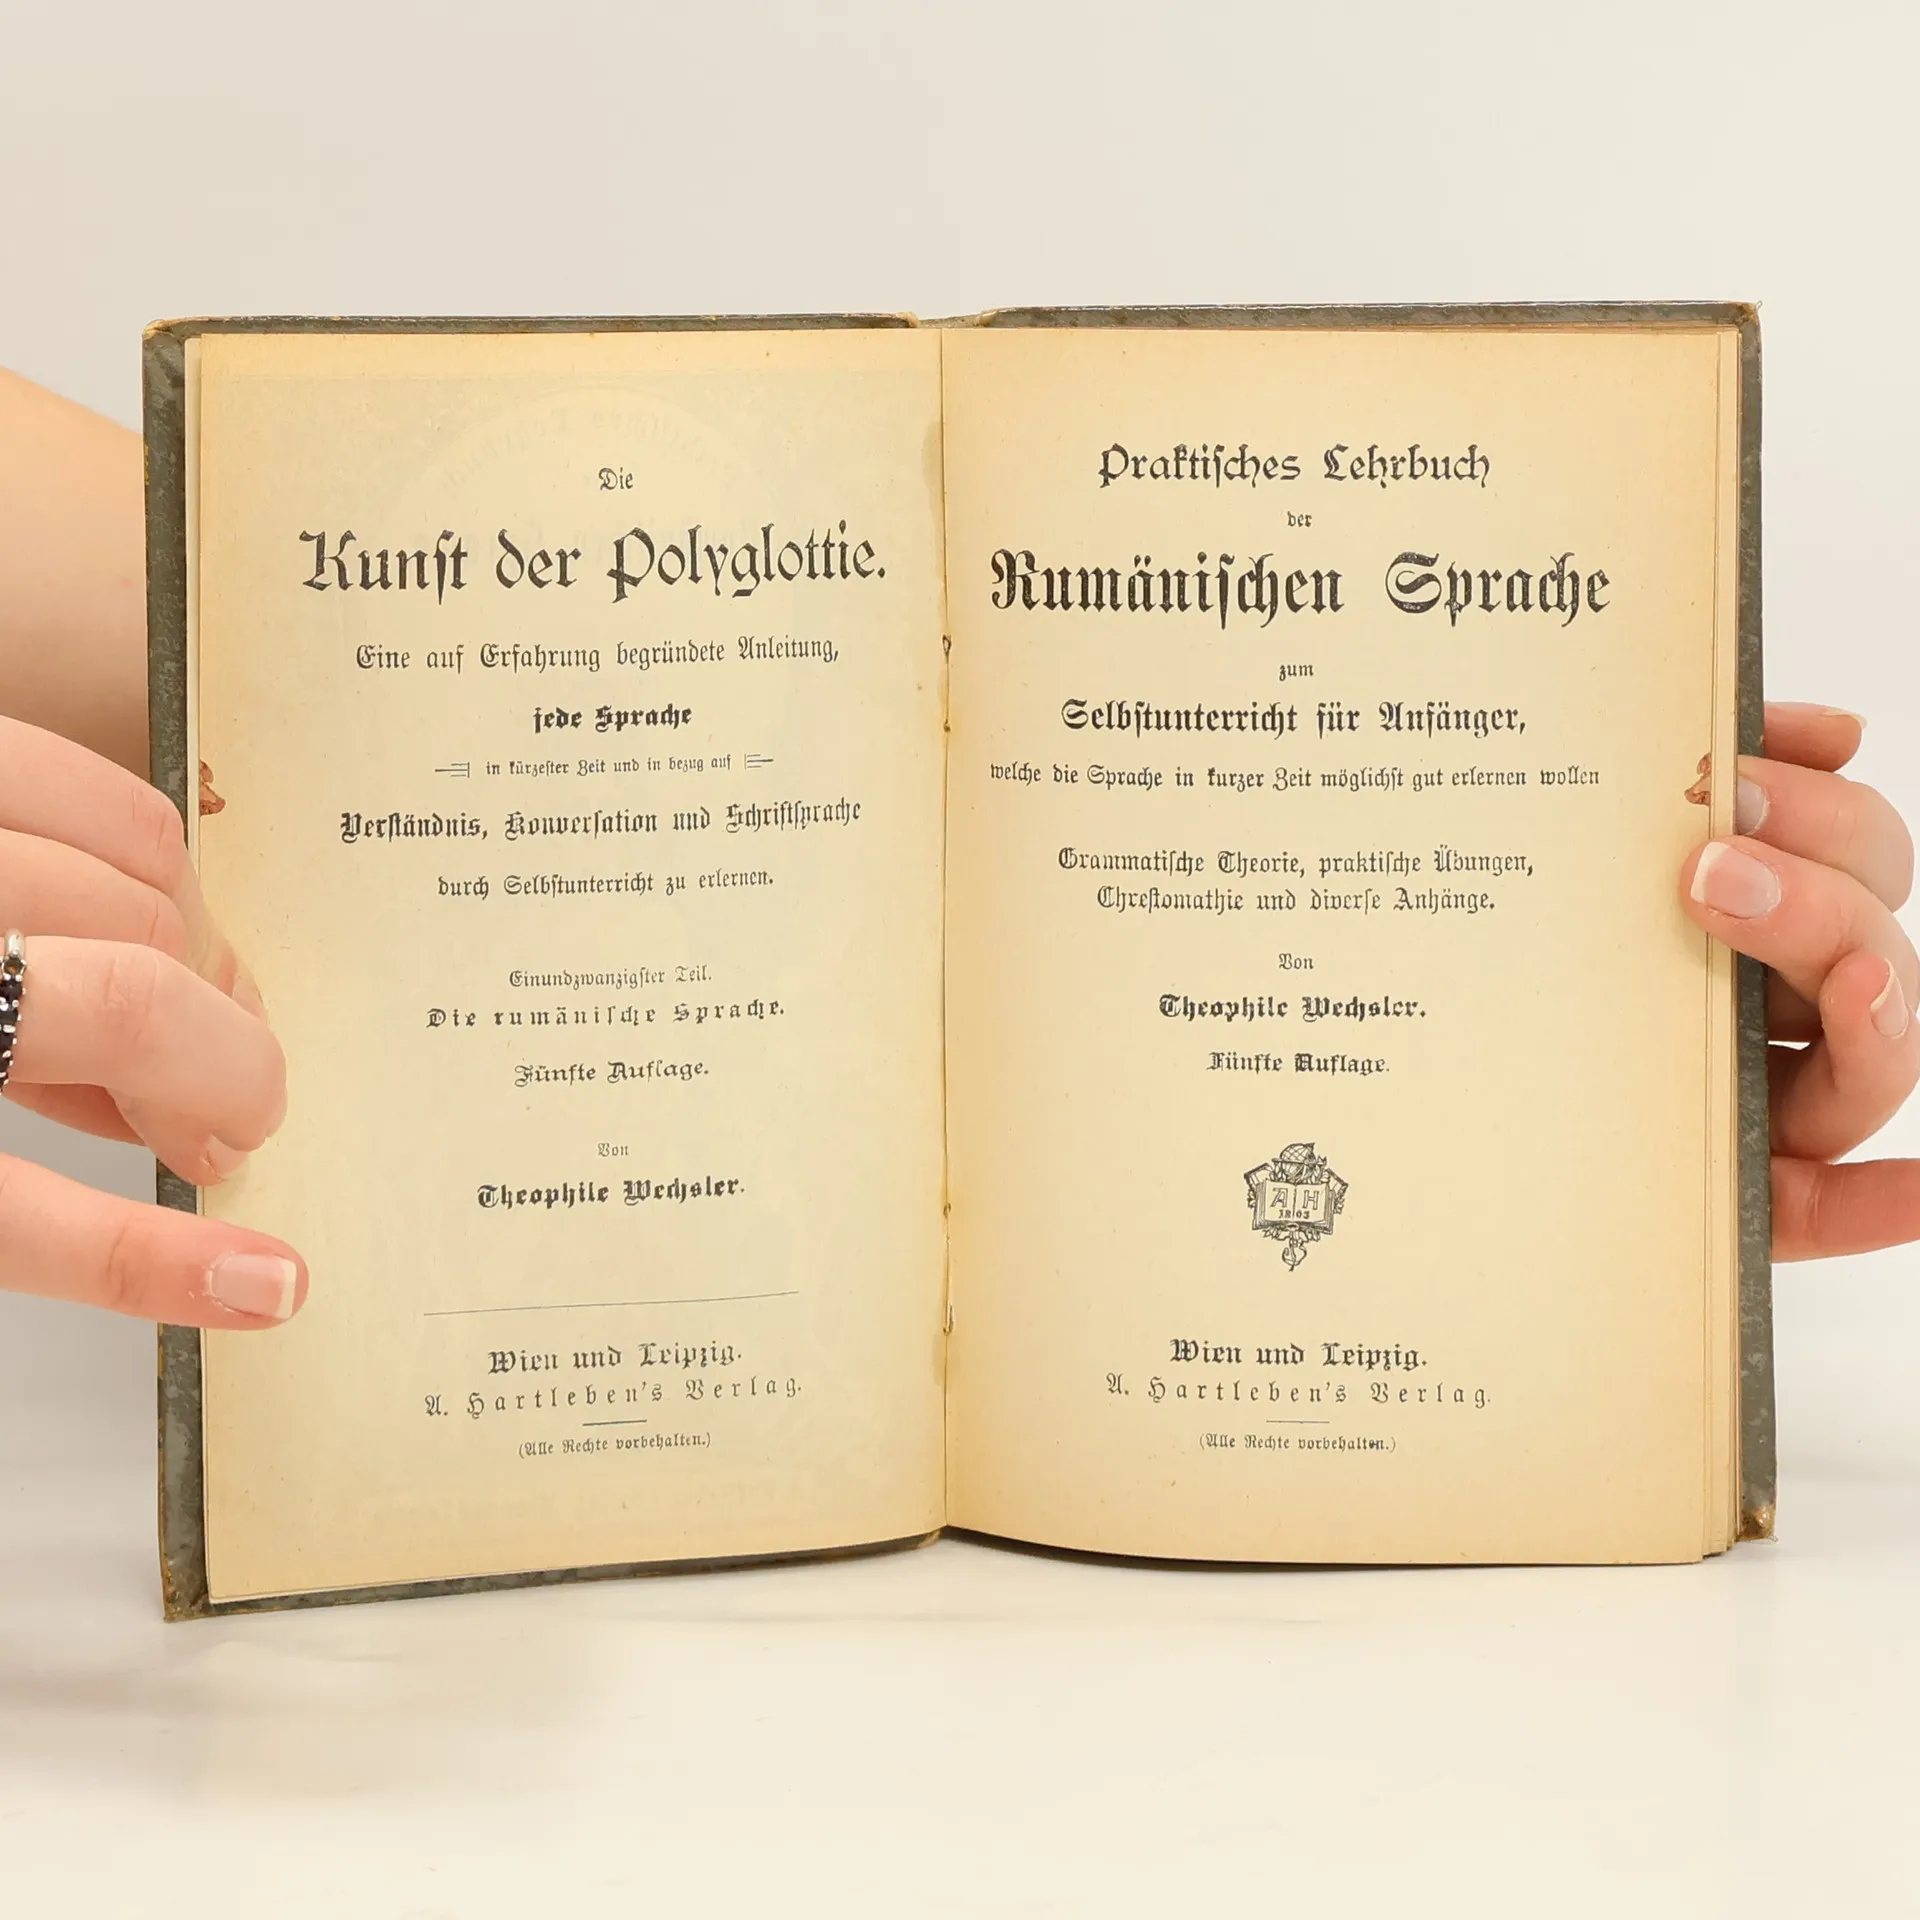 Die
Kunst der Polyglottie.
Eine auf Erfahrung begründete Anleitung,
jede Sprache
in kürzester Zeit und in bezug auf
Verständnis, Konversation und Schriftsprache
durch Selbstunterricht zu erlernen.
Einundzwanzigster Teil.
Die rumänische Sprache.
Fünfte Auflage.
Von
Theophile Wechsler.
Wien und Leipzig.
A. Hartleben's Verlag.
(Alle Rechte vorbehalten.)
Praktisches Lehrbuch
der
Rumänischen Sprache
zum
Selbstunterricht für Anfänger,
welche die Sprache in kurzer Zeit möglichst gut erlernen wollen
Grammatische Theorie, praktische Übungen,
Chrestomathie und diverse Anhänge.
Von
Theophile Wechsler.
Fünfte Auflage.
A H
1803
Wien und Leipzig.
A. Hartleben's Verlag.
(Alle Rechte vorbehalten.)